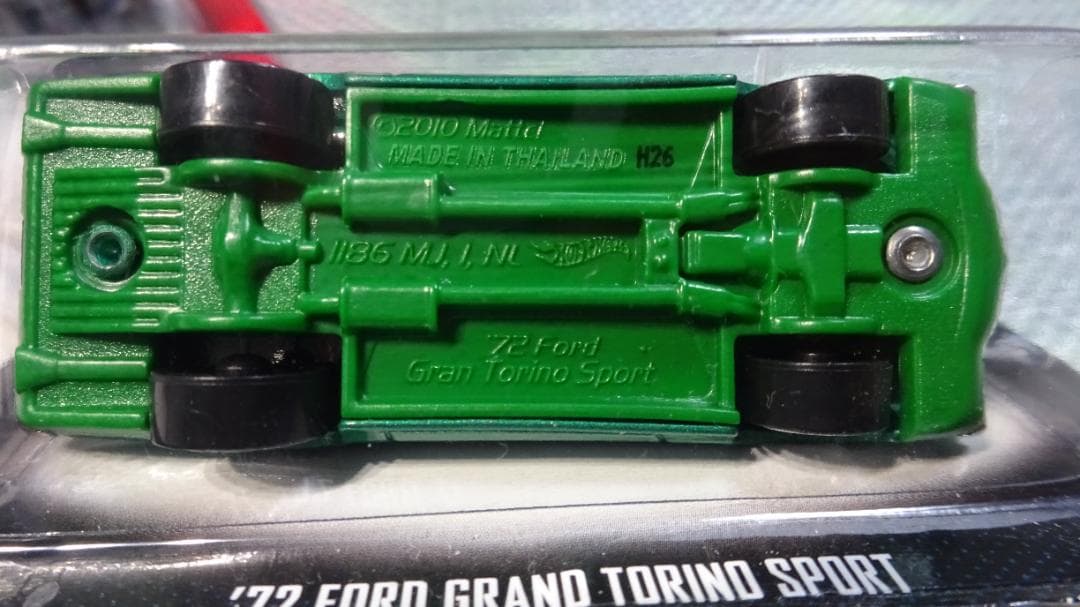 ©2010 Mattel
MADE IN THAILAND H26
1186 MJ, 1, NL HOT WHEELS
'72 Ford
Gran Torino Sport
'72 FORD GRAND TORINO SPORT